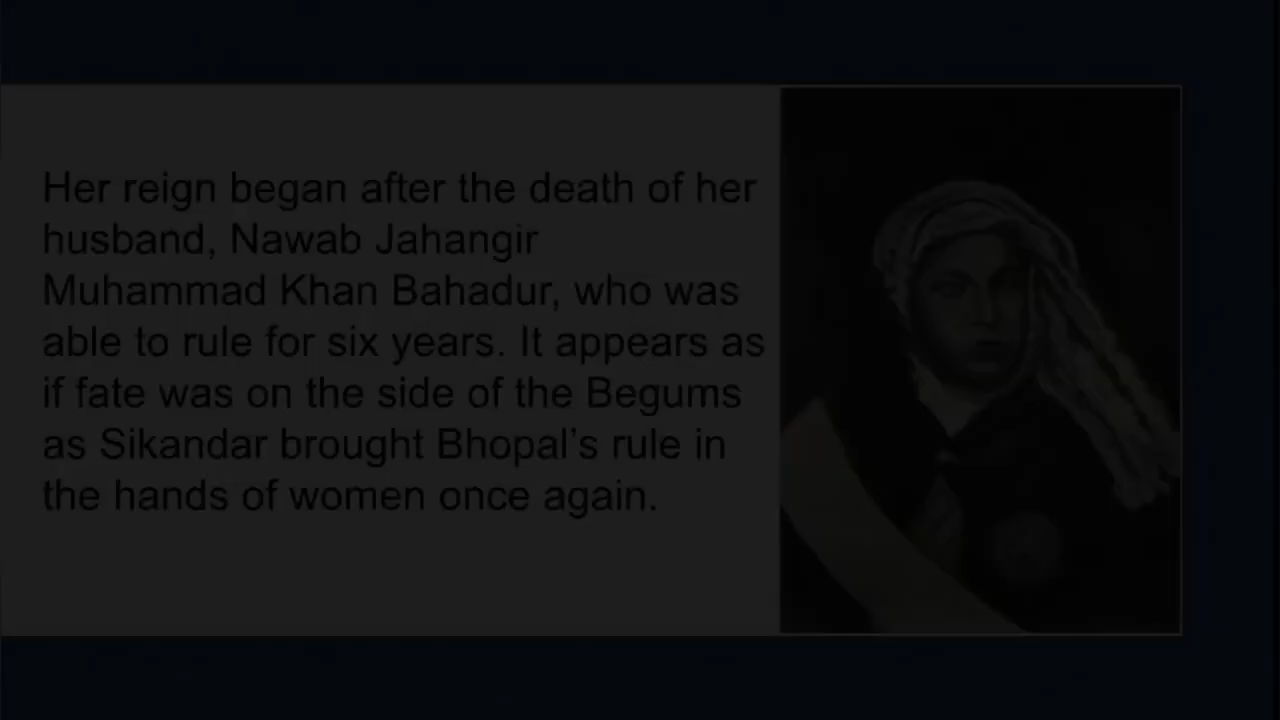 Her reign began after the death of her
husband, Nawab Jahangir
Muhammad Khan Bahadur, who was
able to rule for six years. It appears as
if fate was on the side of the Begums
as Sikandar brought Bhopal’s rule in
the hands of women once again.